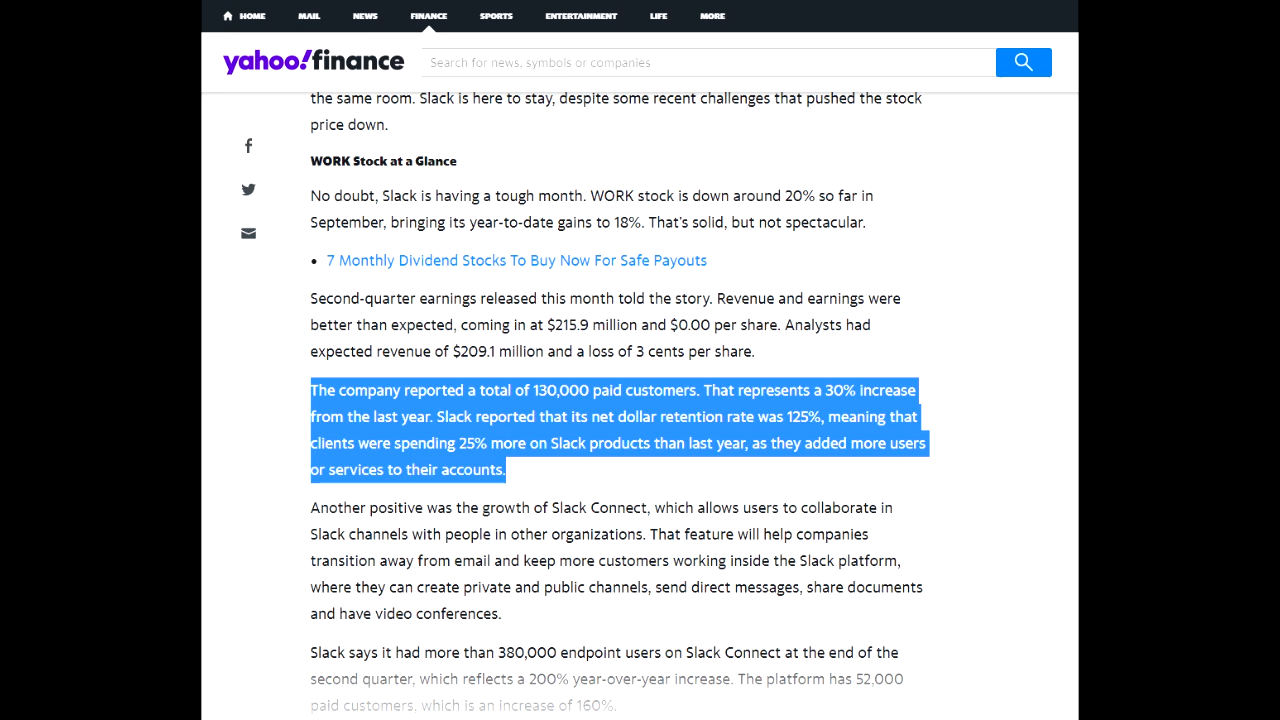 HOME MAIL NEWS FINANCE SPORTS ENTERTAINMENT LIFE MORE
yahoo!finance Search for news, symbols or companies
the same room. Slack is here to stay, despite some recent challenges that pushed the stock
price down.
WORK Stock at a Glance
No doubt, Slack is having a tough month. WORK stock is down around 20% so far in
September, bringing its year-to-date gains to 18%. That's solid, but not spectacular.
• 7 Monthly Dividend Stocks To Buy Now For Safe Payouts
Second-quarter earnings released this month told the story. Revenue and earnings were
better than expected, coming in at $215.9 million and $0.00 per share. Analysts had
expected revenue of $209.1 million and a loss of 3 cents per share.
The company reported a total of 130,000 paid customers. That represents a 30% increase
from the last year. Slack reported that its net dollar retention rate was 125%, meaning that
clients were spending 25% more on Slack products than last year, as they added more users
or services to their accounts.
Another positive was the growth of Slack Connect, which allows users to collaborate in
Slack channels with people in other organizations. That feature will help companies
transition away from email and keep more customers working inside the Slack platform,
where they can create private and public channels, send direct messages, share documents
and have video conferences.
Slack says it had more than 380,000 endpoint users on Slack Connect at the end of the
second quarter, which reflects a 200% year-over-year increase. The platform has 52,000
paid customers, which is an increase of 160%.